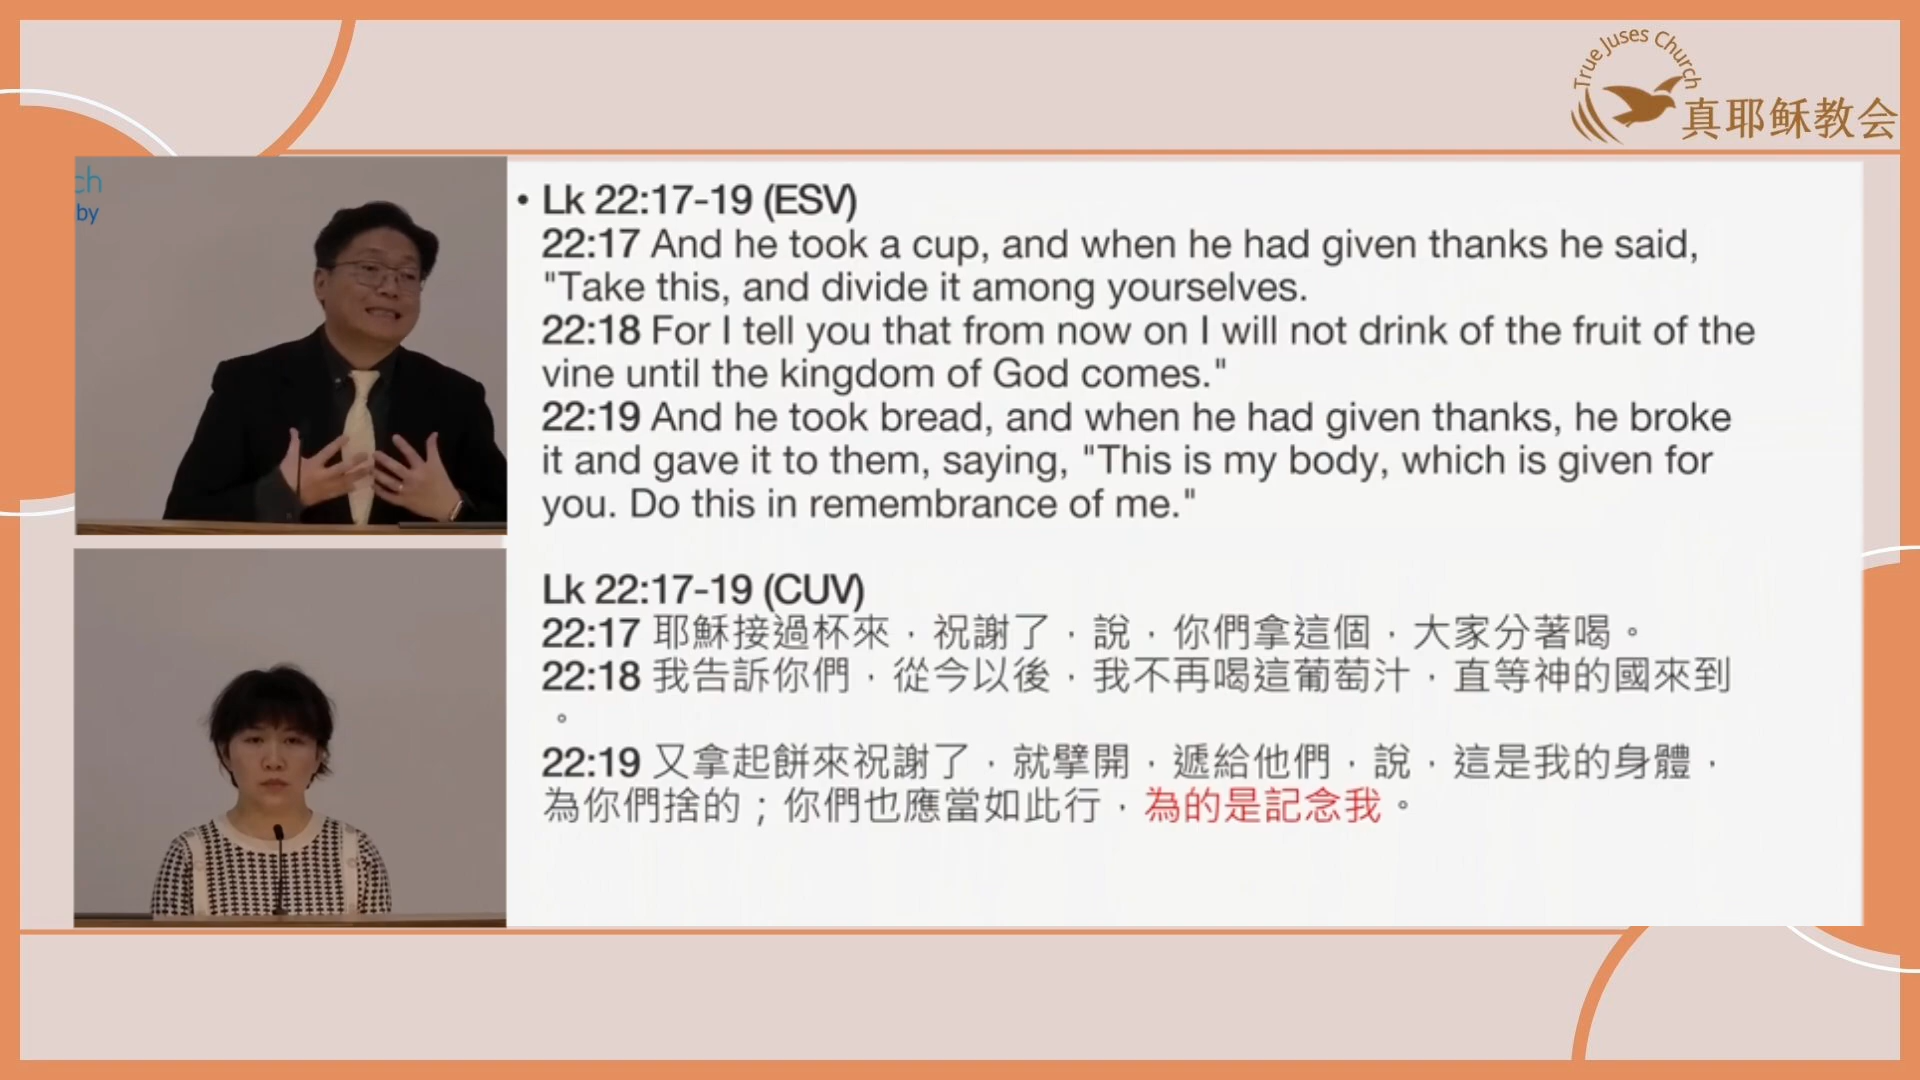 True Juses Church
真耶稣教会
ch
by
• Lk 22:17-19 (ESV)
22:17 And he took a cup, and when he had given thanks he said,
"Take this, and divide it among yourselves.
22:18 For I tell you that from now on I will not drink of the fruit of the
vine until the kingdom of God comes."
22:19 And he took bread, and when he had given thanks, he broke
it and gave it to them, saying, "This is my body, which is given for
you. Do this in remembrance of me."
Lk 22:17-19 (CUV)
22:17 耶穌接過杯來，祝謝了，說，你們拿這個，大家分著喝。
22:18 我告訴你們，從今以後，我不再喝這葡萄汁，直等神的國來到
。
22:19 又拿起餅來祝謝了，就擘開，遞給他們，說，這是我的身體，
為你們捨的；你們也應當如此行，為的是記念我。